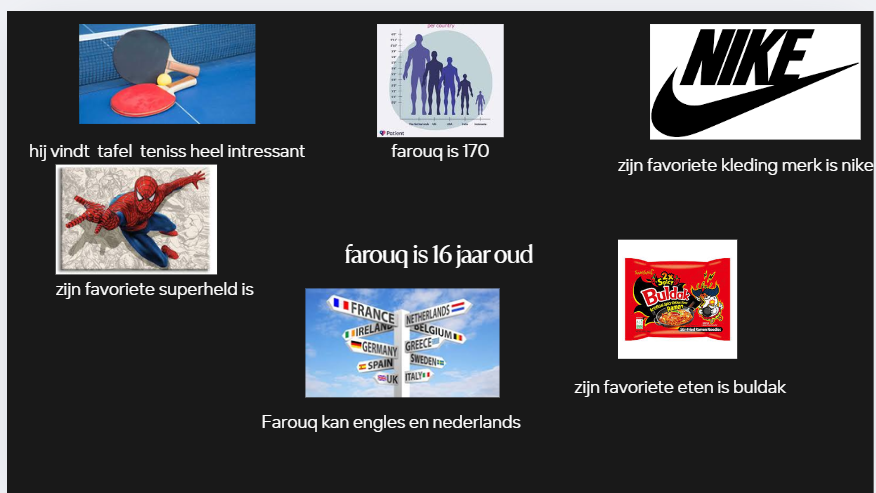 per country
Patient
NIKE
hij vindt tafel teniss heel intressant
farouq is 170
zijn favoriete kleding merk is nike
farouq is 16 jaar oud
zijn favoriete superheld is
2x
Spicy
Buldak
FRANCE
NETHERLANDS
IRELAND
BELGIUM
GERMANY
GREECE
SPAIN
SWEDEN
UK
ITALY
zijn favoriete eten is buldak
Farouq kan engles en nederlands